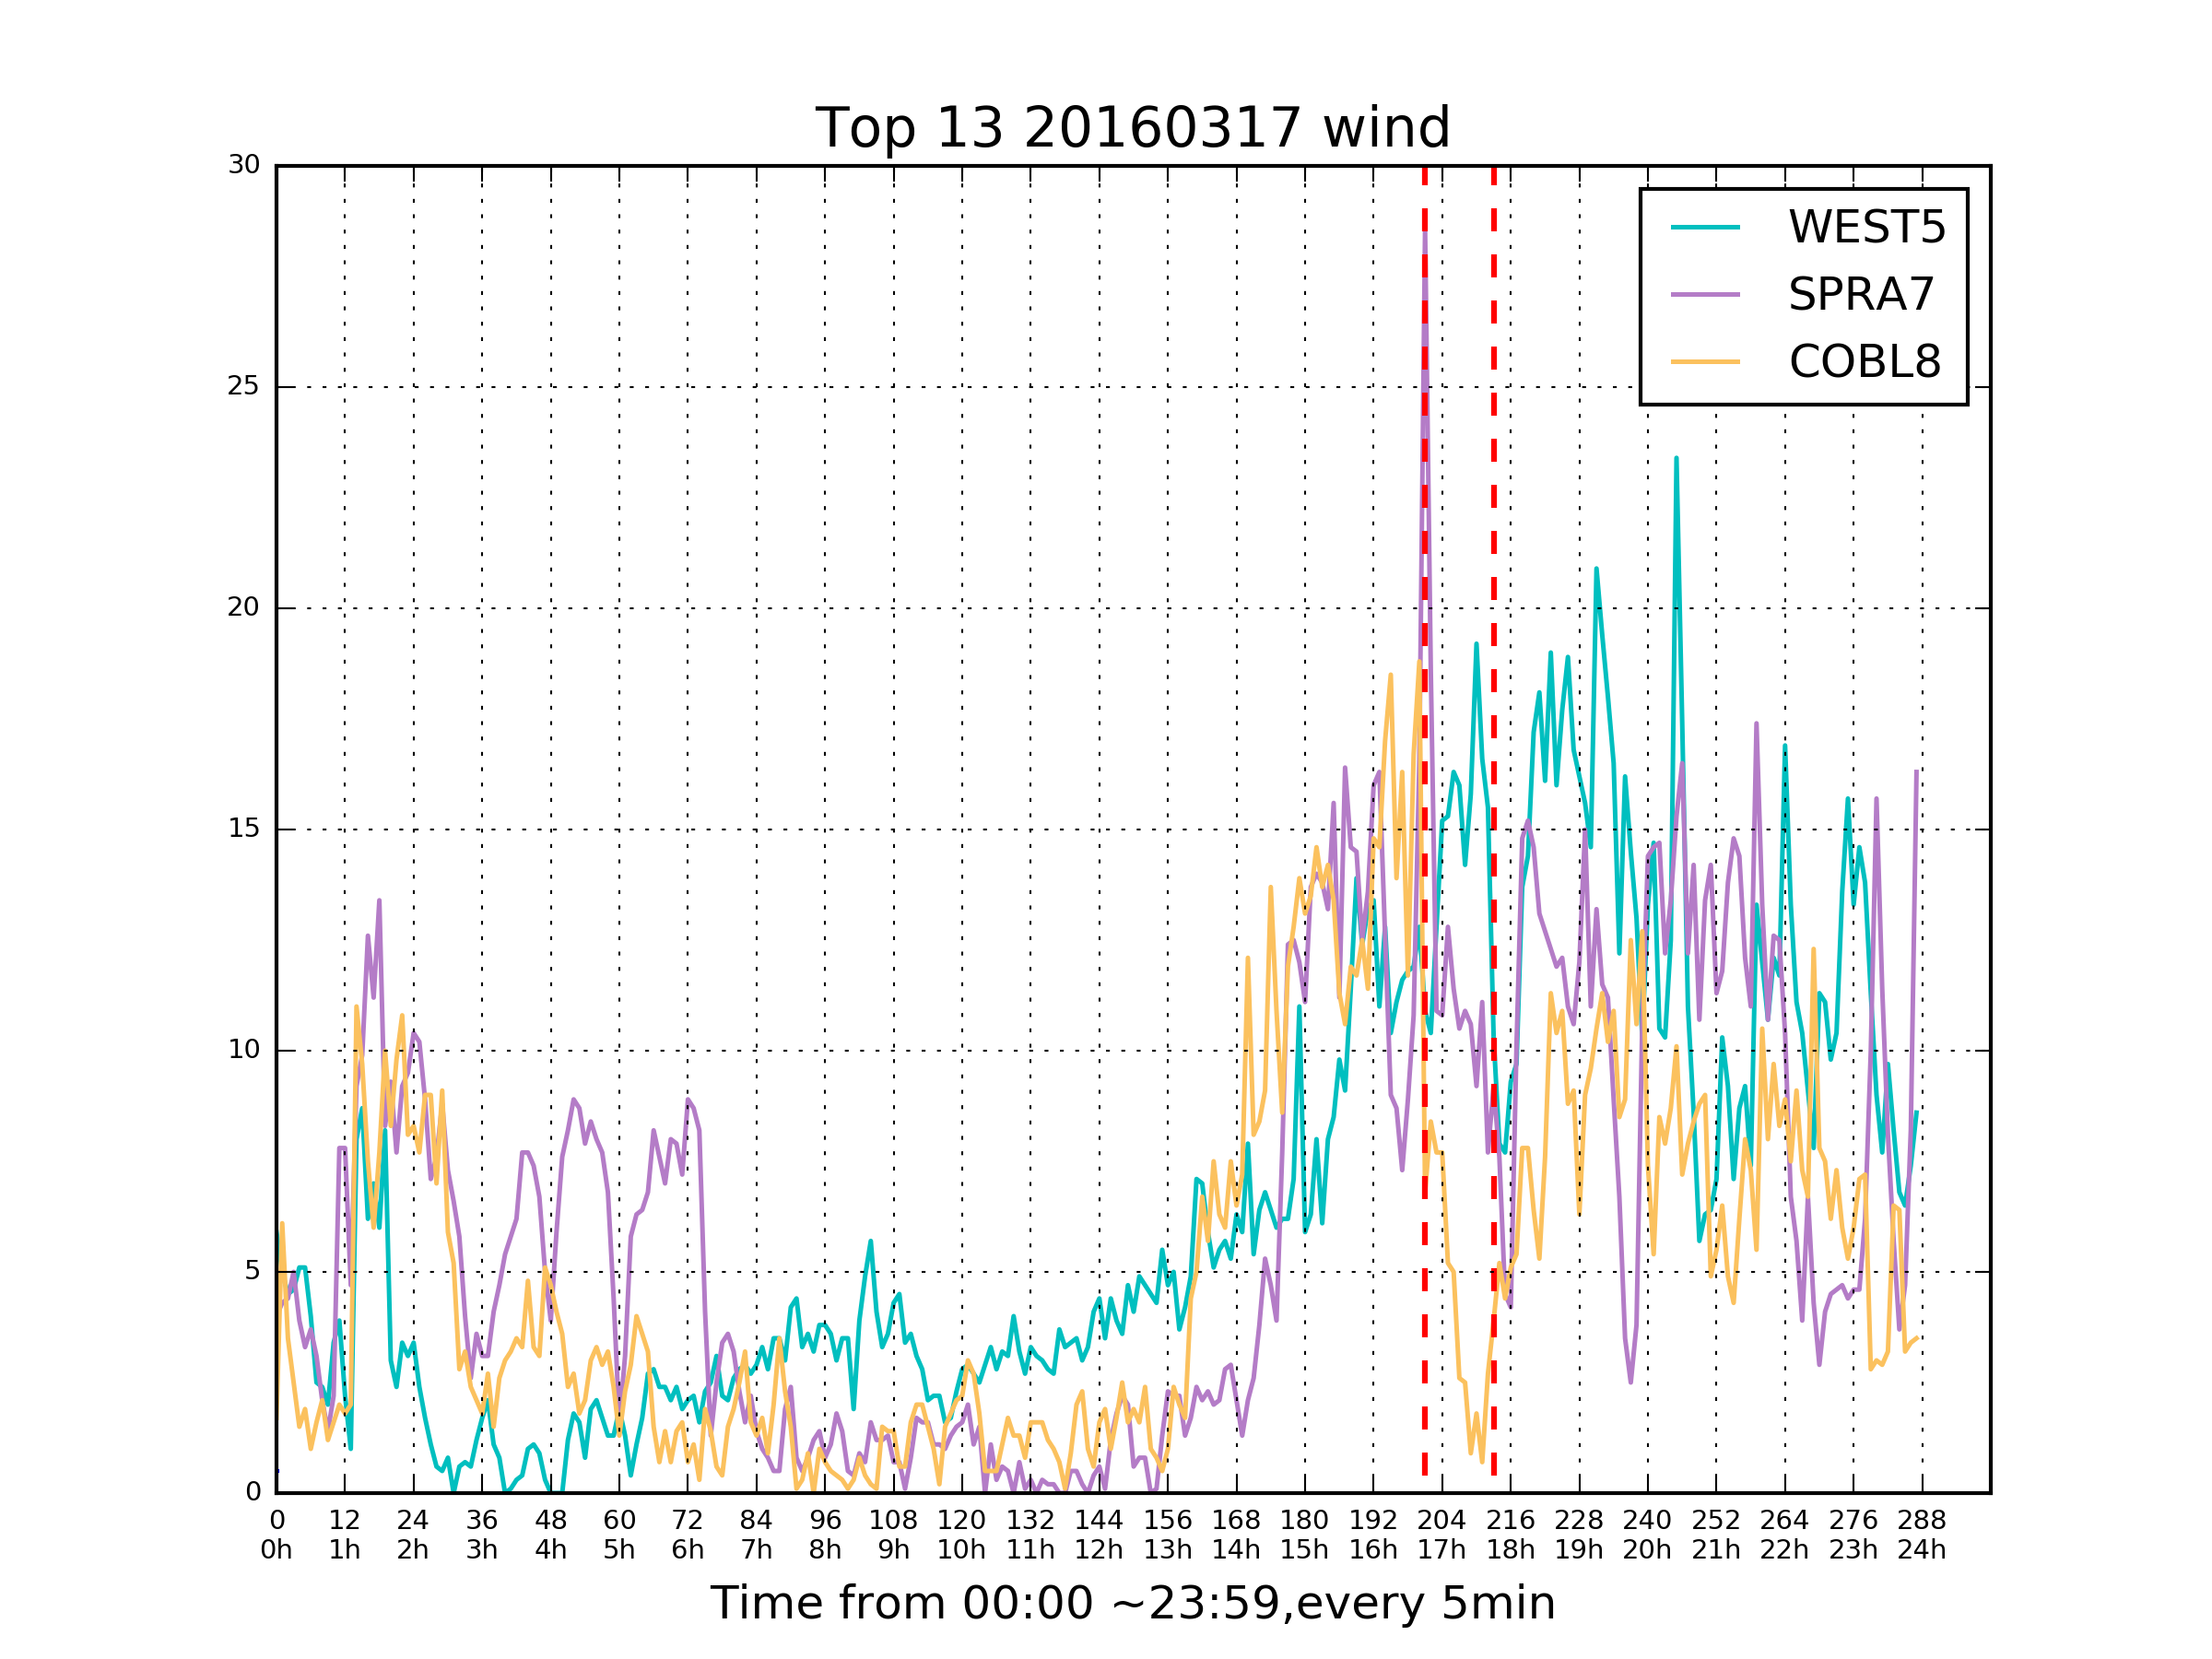 Top 13 20160317 wind
30
25
20
15
10
5
0
WEST5
SPRA7
COBL8
0 12 24 36 48 60 72 84 96 108 120 132 144 156 168 180 192 204 216 228 240 252 264 276 288
0h 1h 2h 3h 4h 5h 6h 7h 8h 9h 10h 11h 12h 13h 14h 15h 16h 17h 18h 19h 20h 21h 22h 23h 24h
Time from 00:00 ~23:59,every 5min